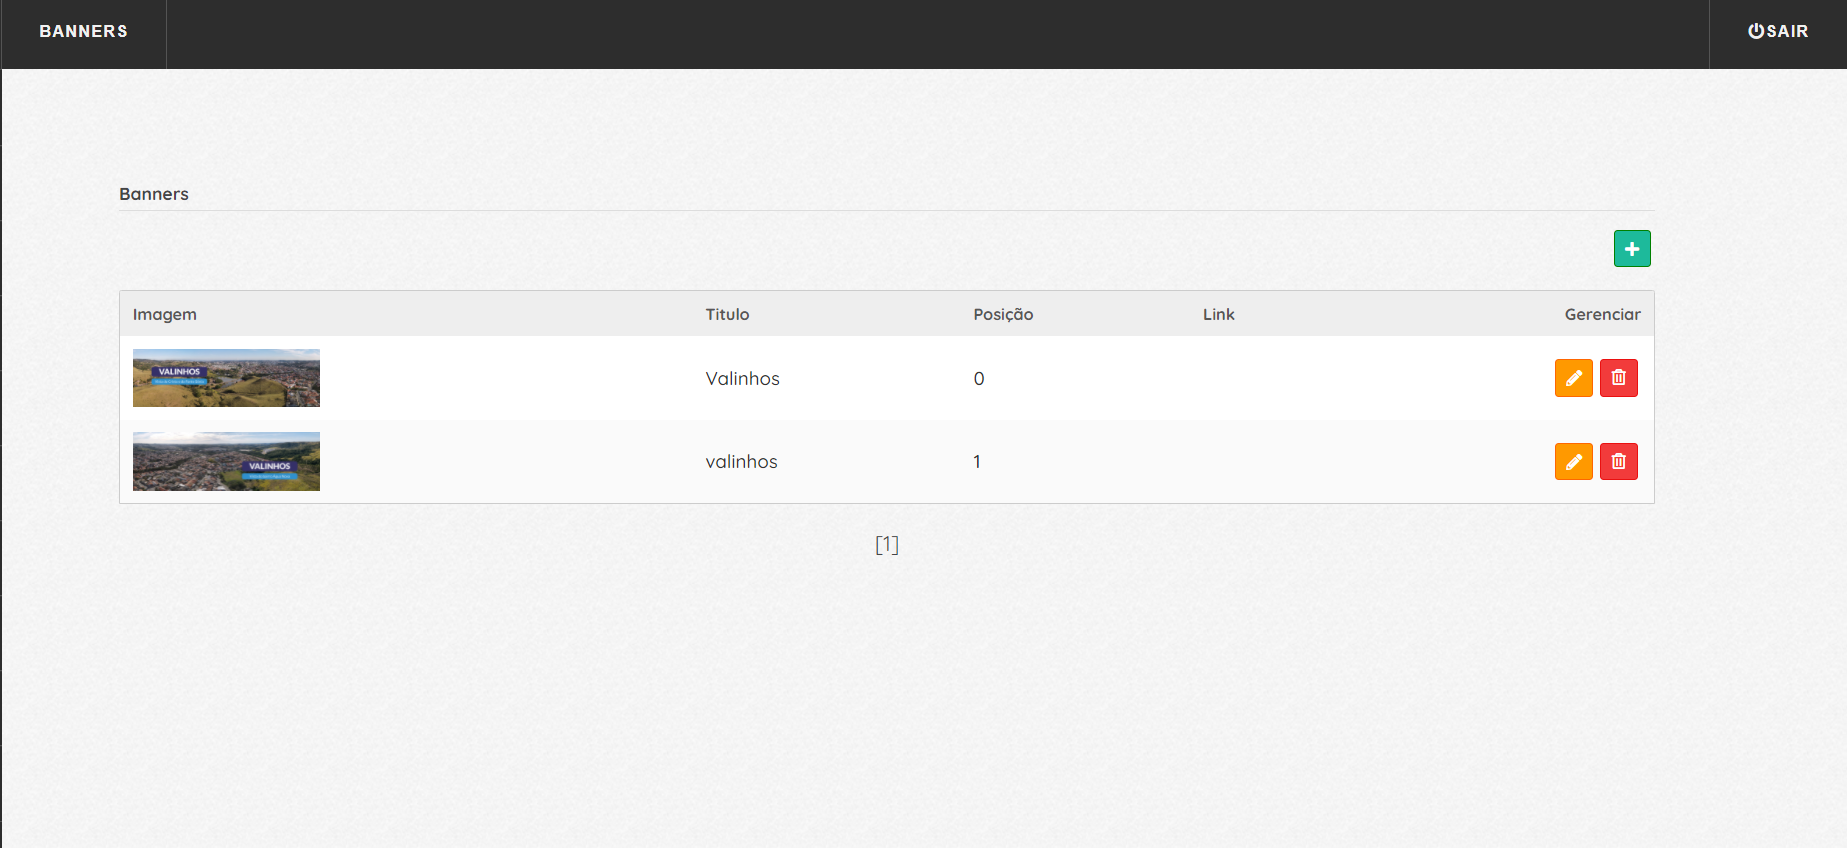 BANNERS
SAIR
Banners
Imagem Titulo Posição Link Gerenciar
VALINHOS
Valinhos 0
VALINHOS
valinhos 1
[1]